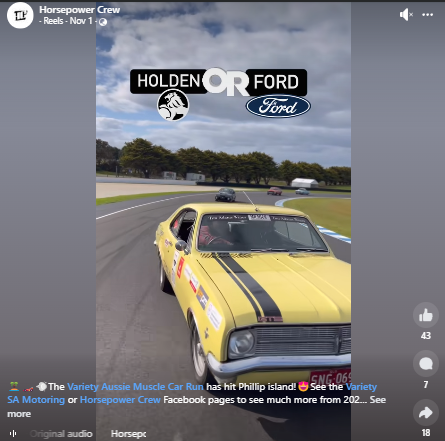 Horsepower Crew
· Reels · Nov 1 ·
HOLDEN OR FORD
Ford
The Variety Aussie Muscle Car Run has hit Phillip island! See the Variety
SA Motoring or Horsepower Crew Facebook pages to see much more from 202... See
more
SNG·069
43
7
18
Original audio Horsepo